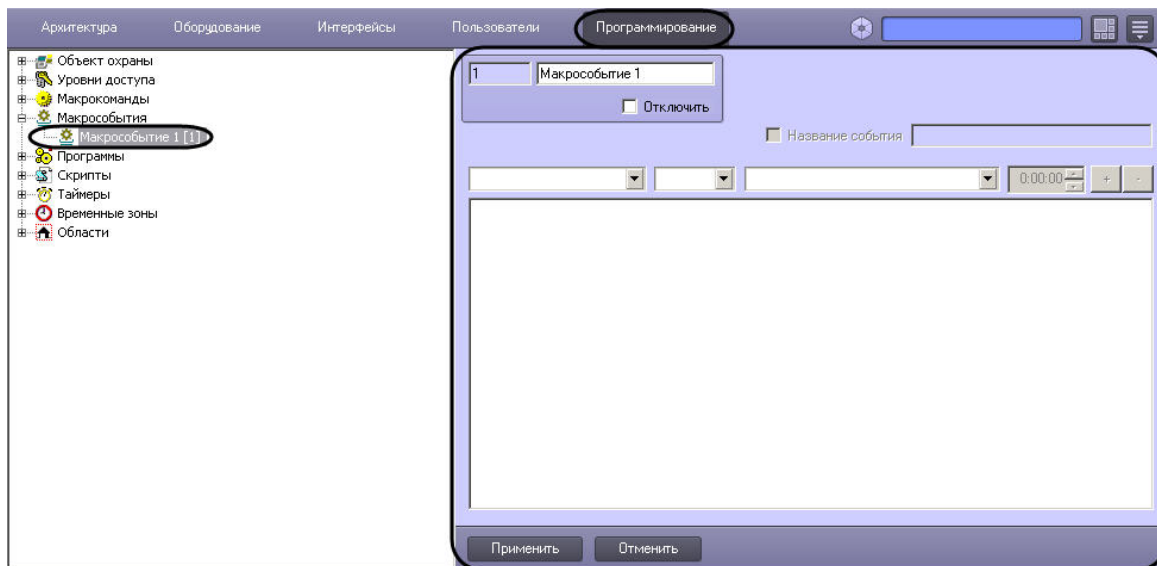 Архитектура Оборудование Интерфейсы Пользователи Программирование
Объект охраны
Уровни доступа
Макрокоманды
Макрособытия
Макрособытие 1 [1]
Программы
Скрипты
Таймеры
Временные зоны
Области
1 Макрособытие 1
Отключить
Название события
0:00:00 + -
Применить Отменить